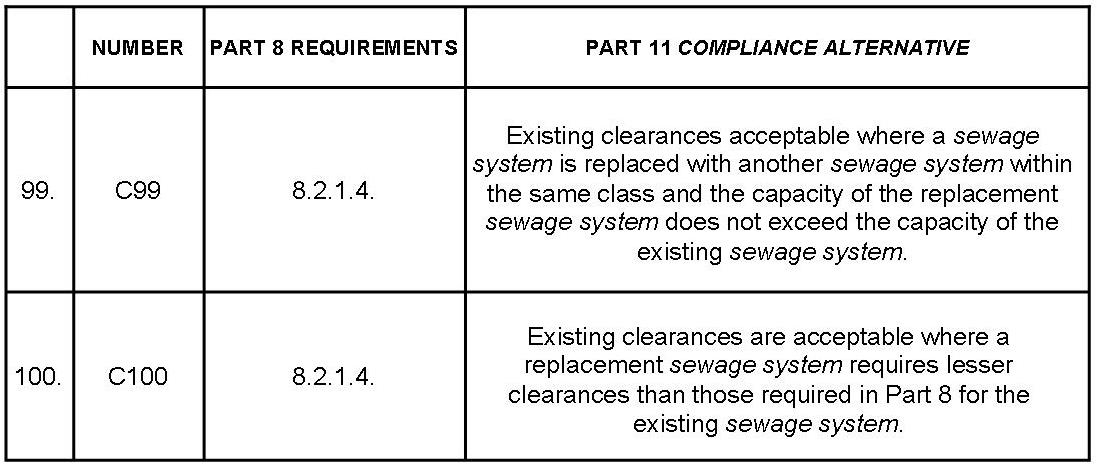 NUMBER PART 8 REQUIREMENTS PART 11 COMPLIANCE ALTERNATIVE
99. C99 8.2.1.4.
Existing clearances acceptable where a sewage
system is replaced with another sewage system within
the same class and the capacity of the replacement
sewage system does not exceed the capacity of the
existing sewage system.
100. C100 8.2.1.4.
Existing clearances are acceptable where a
replacement sewage system requires lesser
clearances than those required in Part 8 for the
existing sewage system.